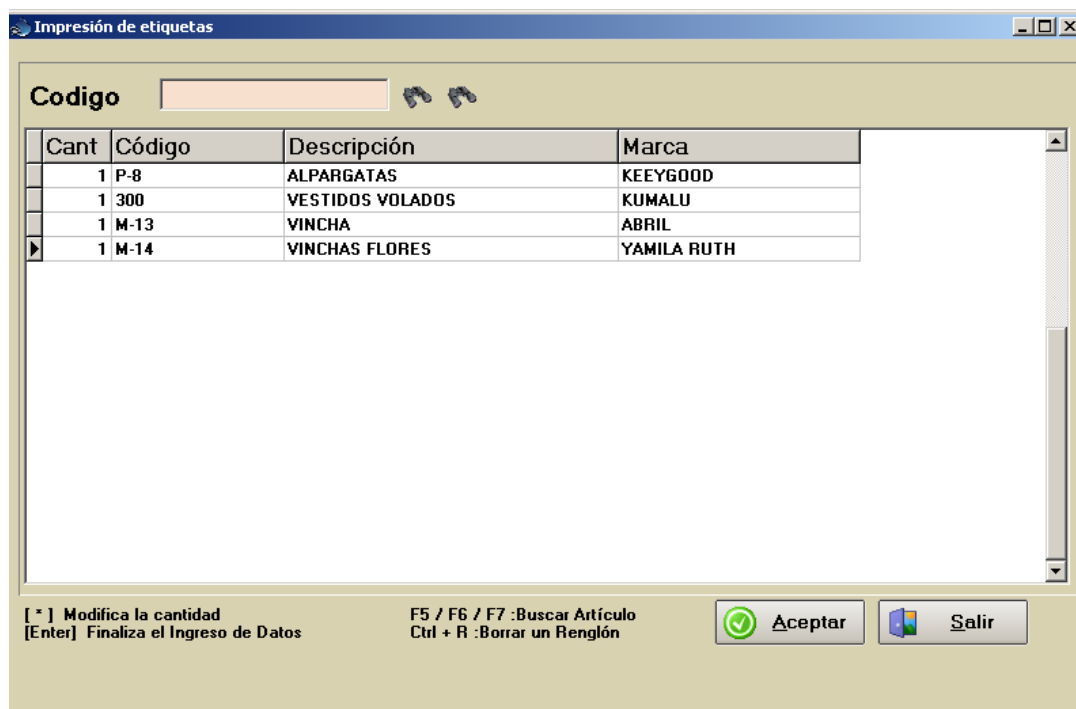 Impresión de etiquetas
Codigo
Cant Código Descripción Marca
1 P-8 ALPARGATAS KEEYGOOD
1 300 VESTIDOS VOLADOS KUMALU
1 M-13 VINCHA ABRIL
1 M-14 VINCHAS FLORES YAMILA RUTH
[ * ] Modifica la cantidad F5 / F6 / F7 :Buscar Artículo
[Enter] Finaliza el Ingreso de Datos Ctrl + R :Borrar un Renglón
Aceptar Salir